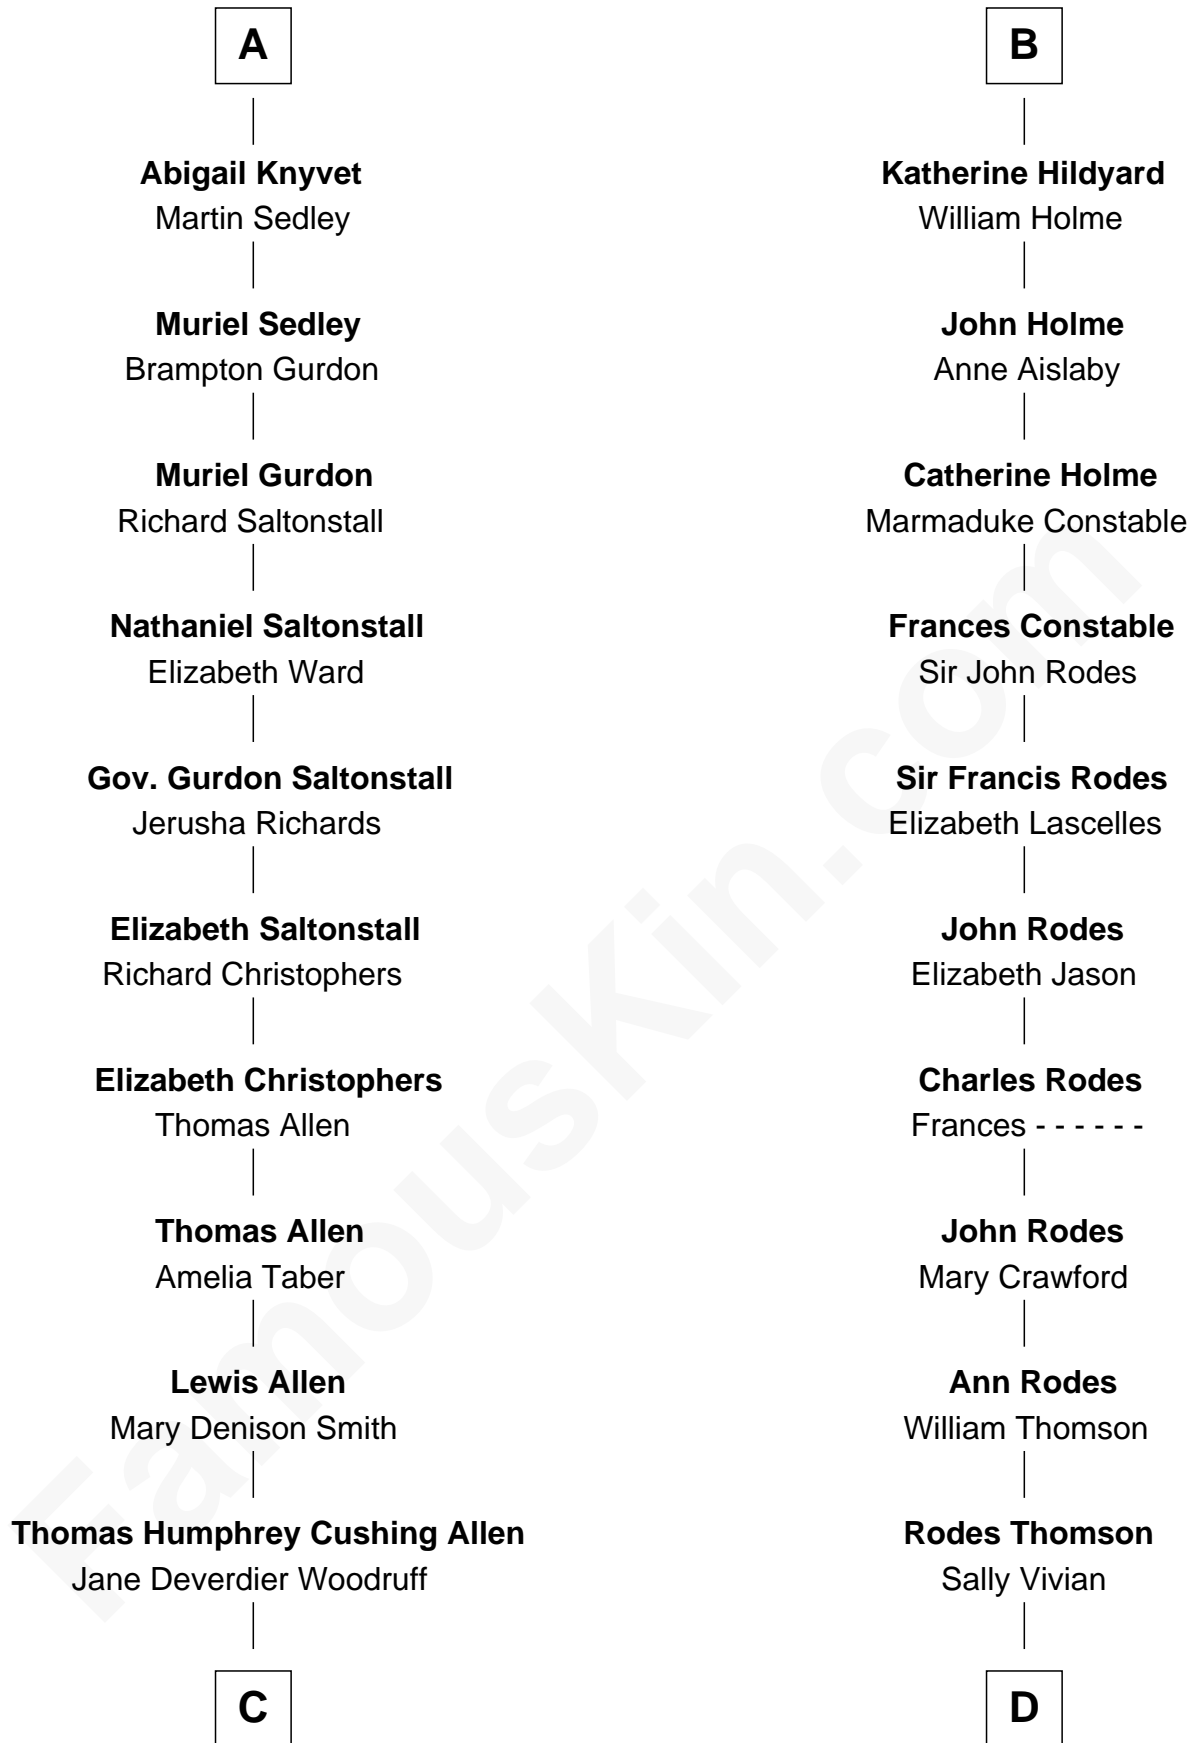 A
Abigail Knyvet
Martin Sedley
Muriel Sedley
Brampton Gurdon
Muriel Gurdon
Richard Saltonstall
Nathaniel Saltonstall
Elizabeth Ward
Gov. Gurdon Saltonstall
Jerusha Richards
Elizabeth Saltonstall
Richard Christophers
Elizabeth Christophers
Thomas Allen
Thomas Allen
Amelia Taber
Lewis Allen
Mary Denison Smith
Thomas Humphrey Cushing Allen
Jane Deverdier Woodruff
C
B
Katherine Hildyard
William Holme
John Holme
Anne Aislaby
Catherine Holme
Marmaduke Constable
Frances Constable
Sir John Rodes
Sir Francis Rodes
Elizabeth Lascelles
John Rodes
Elizabeth Jason
Charles Rodes
Frances - - - - - -
John Rodes
Mary Crawford
Ann Rodes
William Thomson
Rodes Thomson
Sally Vivian
D
FamousKin.com